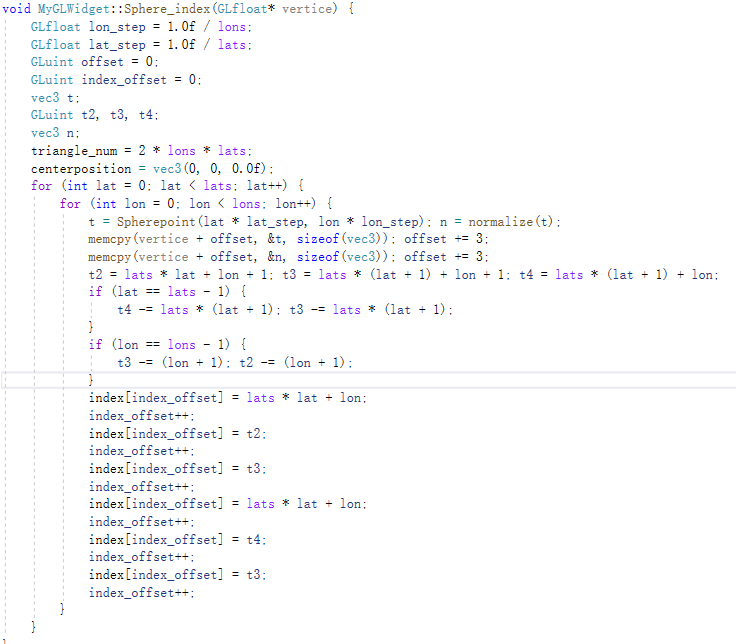 void MyGLWidget::Sphere_index(GLfloat* vertice) {
    GLfloat lon_step = 1.0f / lons;
    GLfloat lat_step = 1.0f / lats;
    GLuint offset = 0;
    GLuint index_offset = 0;
    vec3 t;
    GLuint t2, t3, t4;
    vec3 n;
    triangle_num = 2 * lons * lats;
    centerposition = vec3(0, 0, 0.0f);
    for (int lat = 0; lat < lats; lat++) {
        for (int lon = 0; lon < lons; lon++) {
            t = Spherepoint(lat * lat_step, lon * lon_step); n = normalize(t);
            memcpy(vertice + offset, &t, sizeof(vec3)); offset += 3;
            memcpy(vertice + offset, &n, sizeof(vec3)); offset += 3;
            t2 = lats * lat + lon + 1; t3 = lats * (lat + 1) + lon + 1; t4 = lats * (lat + 1) + lon;
            if (lat == lats - 1) {
                t4 -= lats * (lat + 1); t3 -= lats * (lat + 1);
            }
            if (lon == lons - 1) {
                t3 -= (lon + 1); t2 -= (lon + 1);
            }
            index[index_offset] = lats * lat + lon;
            index_offset++;
            index[index_offset] = t2;
            index_offset++;
            index[index_offset] = t3;
            index_offset++;
            index[index_offset] = lats * lat + lon;
            index_offset++;
            index[index_offset] = t4;
            index_offset++;
            index[index_offset] = t3;
            index_offset++;
        }
    }